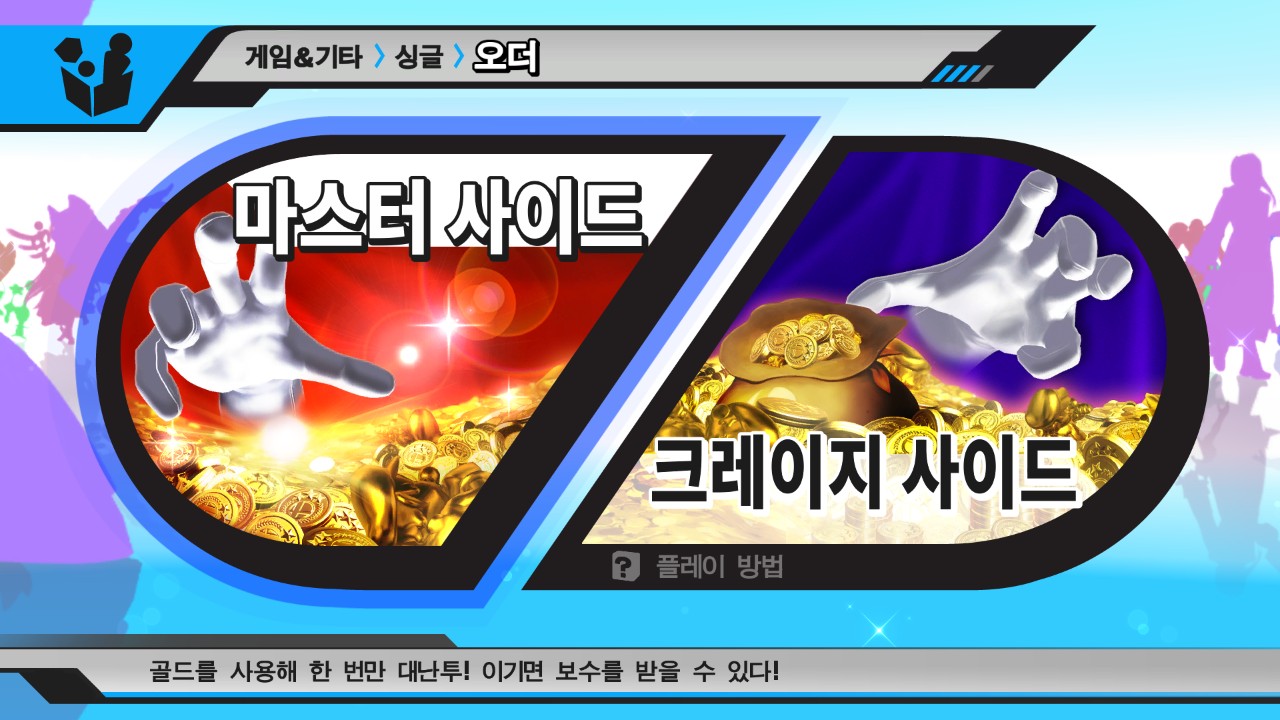 게임&기타 〉 싱글 〉 오더
마스터 사이드
크레이지 사이드
? 플레이 방법
골드를 사용해 한 번만 대난투! 이기면 보수를 받을 수 있다!